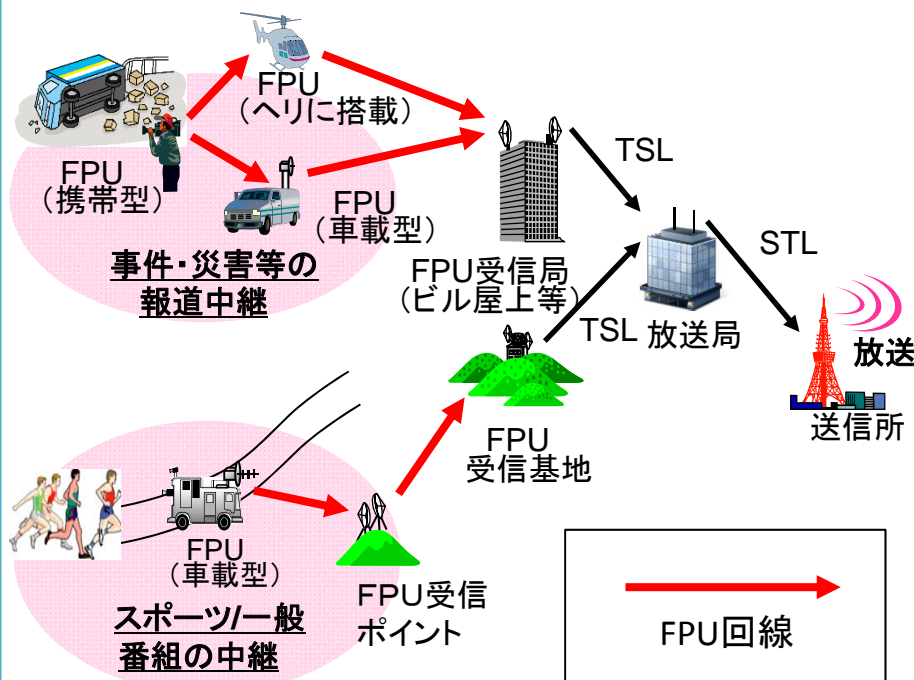 FPU
(ヘリに搭載)
TSL
FPU
(携帯型)
FPU
(車載型)
STL
事件・災害等の
報道中継
FPU受信局
(ビル屋上等)
TSL
放送局
放送
送信所
FPU
受信基地
FPU
(車載型)
FPU受信
ポイント
スポーツ/一般
番組の中継
FPU回線